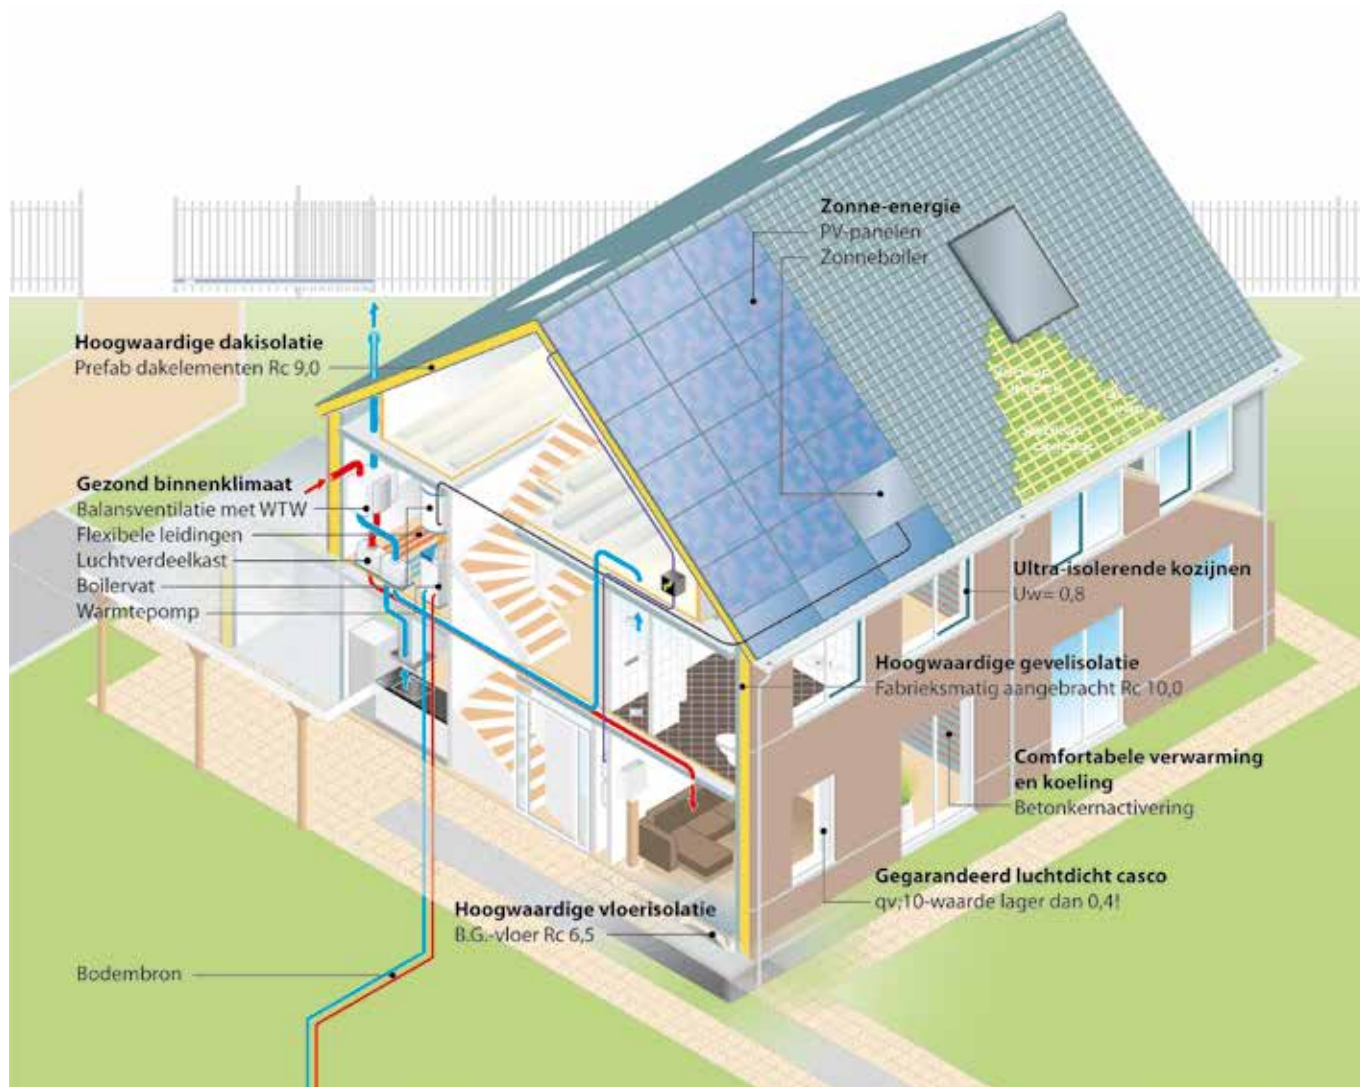 Zonne-energie
PV-panelen
Zonneboiler
Hoogwaardige dakisolatie
Prefab dakelementen Rc 9,0
Gezond binnenklimaat
Balansventilatie met WTW
Flexibele leidingen
Luchtverdeelkast
Boilervat
Warmtepomp
Ultra-isolerende kozijnen
Uw= 0,8
Hoogwaardige gevelisolatie
Fabrieksmatig aangebracht Rc 10,0
Comfortabele verwarming
en koeling
Betonkernactivering
Gegarandeerd luchtdicht casco
qv;10-waarde lager dan 0,4!
Hoogwaardige vloerisolatie
B.G.-vloer Rc 6,5
Bodembron